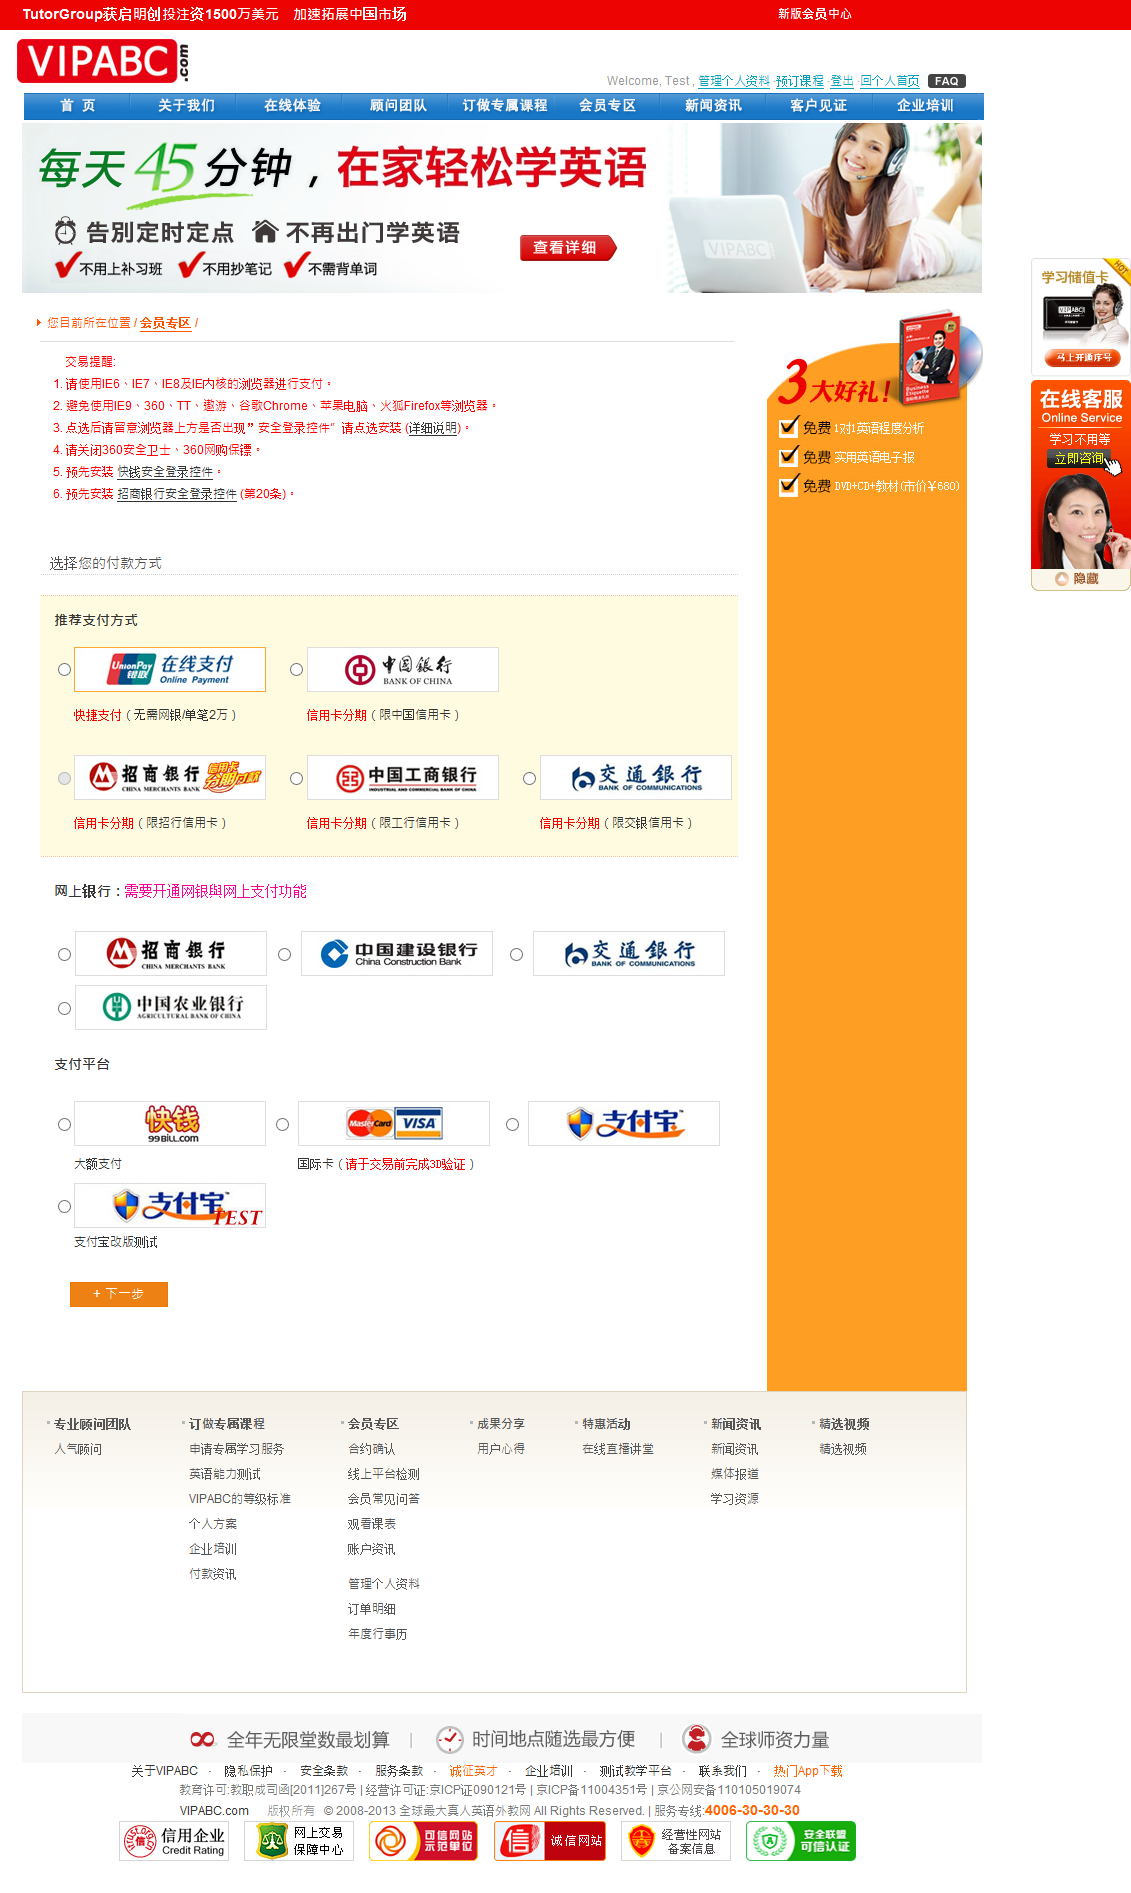 TutorGroup获启明创投注资1500万美元 加速拓展中国市场
新版会员中心
VIPABC.com
Welcome, Test , 管理个人资料 ·预订课程 ·登出 ·回个人首页 FAQ
首 页 关于我们 在线体验 顾问团队 订做专属课程 会员专区 新闻资讯 客户见证 企业培训
每天45分钟，在家轻松学英语
告别定时定点 不再出门学英语
查看详细
不用上补习班 不用抄笔记 不需背单词
VIPABC
学习储值卡
HOT
VIPABC
马上开通序号
在线客服
Online Service
学习不用等
立即咨询
隐藏
您目前所在位置 / 会员专区 /
交易提醒:
1. 请使用IE6、IE7、IE8及IE内核的浏览器进行支付。
2. 避免使用IE9、360、TT、遨游、谷歌Chrome、苹果电脑、火狐Firefox等浏览器。
3. 点选后请留意浏览器上方是否出现”安全登录控件”请点选安装 (详细说明)。
4. 请关闭360安全卫士、360网购保镖。
5. 预先安装 快钱安全登录控件。
6. 预先安装 招商银行安全登录控件 (第20条)。
3大好礼!
Business Etiquette
免费 1对1英语程度分析
免费 实用英语电子报
免费 DVD+CD+教材(市价￥680)
选择您的付款方式
推荐支付方式
UnionPay 银联 在线支付 Online Payment
中国银行 BANK OF CHINA
快捷支付（无需网银/单笔2万）
信用卡分期（限中国信用卡）
招商银行 CHINA MERCHANTS BANK 信用卡分期付款
中国工商银行 INDUSTRIAL AND COMMERCIAL BANK OF CHINA
交通銀行 BANK OF COMMUNICATIONS
信用卡分期（限招行信用卡）
信用卡分期（限工行信用卡）
信用卡分期（限交银信用卡）
网上银行：需要开通网银與网上支付功能
招商银行 CHINA MERCHANTS BANK
中国建设银行 China Construction Bank
交通銀行 BANK OF COMMUNICATIONS
中国农业银行 AGRICULTURAL BANK OF CHINA
支付平台
快钱 99BILL.com
MasterCard VISA
支付宝
大额支付
国际卡（请于交易前完成3D验证）
支付宝 TEST
支付宝改版测试
+ 下一步
专业顾问团队
人气顾问
订做专属课程
申请专属学习服务
英语能力测试
VIPABC的等级标准
个人方案
企业培训
付款资讯
会员专区
合约确认
线上平台检测
会员常见问答
观看课表
账户资讯
管理个人资料
订单明细
年度行事历
成果分享
用户心得
特惠活动
在线直播讲堂
新闻资讯
新闻资讯
媒体报道
学习资源
精选视频
精选视频
全年无限堂数最划算 | 时间地点随选最方便 | 全球师资力量
关于VIPABC · 隐私保护 · 安全条款 · 服务条款 · 诚征英才 · 企业培训 · 测试教学平台 · 联系我们 · 热门App下载
教育许可:教职成司函[2011]267号 | 经营许可证:京ICP证090121号 | 京ICP备11004351号 | 京公网安备110105019074
VIPABC.com 版权所有 © 2008-2013 全球最大真人英语外教网 All Rights Reserved. | 服务专线:4006-30-30-30
信用企业 Credit Rating
网上交易 保障中心
可信网站 示范单位
信 诚信网站
经营性网站 备案信息
安全联盟 可信认证